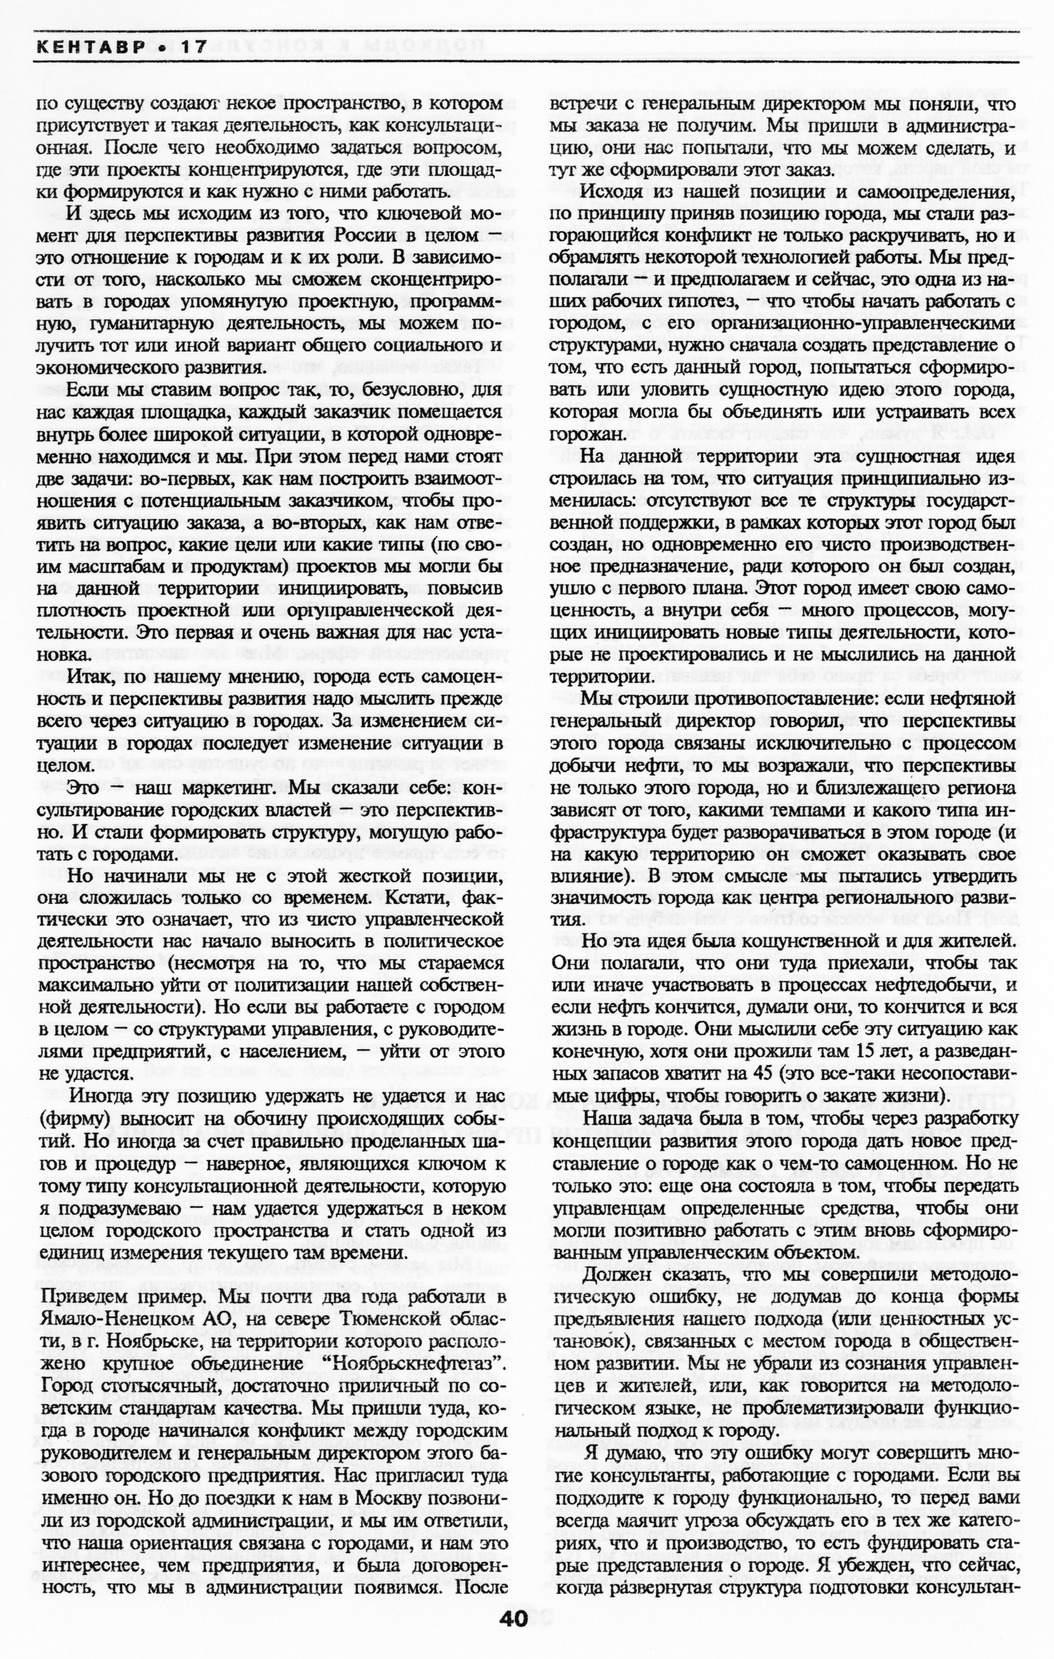 КЕНТАВР • 17
по существу создают некое пространство, в котором
присутствует и такая деятельность, как консультаци-
онная. После чего необходимо задаться вопросом,
где эти проекты концентрируются, где эти площад-
ки формируются и как нужно с ними работать.
И здесь мы исходим из того, что ключевой мо-
мент для перспективы развития России в целом —
это отношение к городам и к их роли. В зависимо-
сти от того, насколько мы сможем сконцентриро-
вать в городах упомянутую проектную, программ-
ную, гуманитарную деятельность, мы можем по-
лучить тот или иной вариант общего социального и
экономического развития.
Если мы ставим вопрос так, то, безусловно, для
нас каждая площадка, каждый заказчик помещается
внутрь более широкой ситуации, в которой одновре-
менно находимся и мы. При этом перед нами стоят
две задачи: во-первых, как нам построить взаимоот-
ношения с потенциальным заказчиком, чтобы про-
явить ситуацию заказа, а во-вторых, как нам отве-
тить на вопрос, какие цели или какие типы (по сво-
им масштабам и продуктам) проектов мы могли бы
на данной территории инициировать, повысив
плотность проектной или оргуправленческой дея-
тельности. Это первая и очень важная для нас уста-
новка.
Итак, по нашему мнению, города есть самоцен-
ность и перспективы развития надо мыслить прежде
всего через ситуацию в городах. За изменением си-
туации в городах последует изменение ситуации в
целом.
Это — наш маркетинг. Мы сказали себе: кон-
сультирование городских властей — это перспектив-
но. И стали формировать структуру, могущую рабо-
тать с городами.
Но начинали мы не с этой жесткой позиции,
она сложилась только со временем. Кстати, фак-
тически это означает, что из чисто управленческой
деятельности нас начало выносить в политическое
пространство (несмотря на то, что мы стараемся
максимально уйти от политизации нашей собствен-
ной деятельности). Но если вы работаете с городом
в целом — со структурами управления, с руководите-
лями предприятий, с населением, — уйти от этого
не удастся.
Иногда эту позицию удержать не удается и нас
(фирму) выносит на обочину происходящих собы-
тий. Но иногда за счет правильно проделанных ша-
гов и процедур — наверное, являющихся ключом к
тому типу консультационной деятельности, которую
я подразумеваю — нам удается удержаться в неком
целом городского пространства и стать одной из
единиц измерения текущего там времени.
Приведем пример. Мы почти два года работали в
Ямало-Ненецком АО, на севере Тюменской облас-
ти, в г. Ноябрьске, на территории которого располо-
жено крупное объединение “Ноябрьскнефтегаз”.
Город стотысячный, достаточно приличный по со-
ветским стандартам качества. Мы пришли туда, ко-
гда в городе начинался конфликт между городским
руководителем и генеральным директором этого ба-
зового городского предприятия. Нас пригласил туда
именно он. Но до поездки к нам в Москву позвони-
ли из городской администрации, и мы им ответили,
что наша ориентация связана с городами, и нам это
интереснее, чем предприятия, и была договорен-
ность, что мы в администрации появимся. После
встречи с генеральным директором мы поняли, что
мы заказа не получим. Мы пришли в администра-
цию, они нас попытали, что мы можем сделать, и
тут же сформировали этот заказ.
Исходя из нашей позиции и самоопределения,
по принципу приняв позицию города, мы стали раз-
горающийся конфликт не только раскручивать, но и
обрамлять некоторой технологией работы. Мы пред-
полагали — и предполагаем и сейчас, это одна из на-
ших рабочих гипотез, — что чтобы начать работать с
городом, с его организационно-управленческими
структурами, нужно сначала создать представление о
том, что есть данный город, попытаться сформиро-
вать или уловить сущностную идею этого города,
которая могла бы объединять или устраивать всех
горожан.
На данной территории эта сущностная идея
строилась на том, что ситуация принципиально из-
менилась: отсутствуют все те структуры государст-
венной поддержки, в рамках которых этот город был
создан, но одновременно его чисто производствен-
ное предназначение, ради которого он был создан,
ушло с первого плана. Этот город имеет свою само-
ценность, а внутри себя — много процессов, могу-
щих инициировать новые типы деятельности, кото-
рые не проектировались и не мыслились на данной
территории.
Мы строили противопоставление: если нефтяной
генеральный директор говорил, что перспективы
этого города связаны исключительно с процессом
добычи нефти, то мы возражали, что перспективы
не только этого города, но и близлежащего региона
зависят от того, какими темпами и какого типа ин-
фраструктура будет разворачиваться в этом городе (и
на какую территорию он сможет оказывать свое
влияние). В этом смысле мы пытались утвердить
значимость города как центра регионального разви-
тия.
Но эта идея была кощунственной и для жителей.
Они полагали, что они туда приехали, чтобы так
или иначе участвовать в процессах нефтедобычи, и
если нефть кончится, думали они, то кончится и вся
жизнь в городе. Они мыслили себе эту ситуацию как
конечную, хотя они прожили там 15 лет, а разведан-
ных запасов хватит на 45 (это все-таки несопостави-
мые цифры, чтобы говорить о закате жизни).
Наша задача была в том, чтобы через разработку
концепции развития этого города дать новое пред-
ставление о городе как о чем-то самоценном. Но не
только это: еще она состояла в том, чтобы передать
управленцам определенные средства, чтобы они
могли позитивно работать с этим вновь сформиро-
ванным управленческим объектом.
Должен сказать, что мы совершили методоло-
гическую ошибку, не додумав до конца формы
предъявления нашего подхода (или ценностных ус-
тановок), связанных с местом города в обществен-
ном развитии. Мы не убрали из сознания управлен-
цев и жителей, или, как говорится на методоло-
гическом языке, не проблематизировали функцио-
нальный подход к городу.
Я думаю, что эту ошибку могут совершить мно-
гие консультанты, работающие с городами. Если вы
подходите к городу функционально, то перед вами
всегда маячит угроза обсуждать его в тех же катего-
риях, что и производство, то есть фундировать ста-
рые представления о городе. Я убежден, что сейчас,
когда развернутая структура подготовки консультан-
40